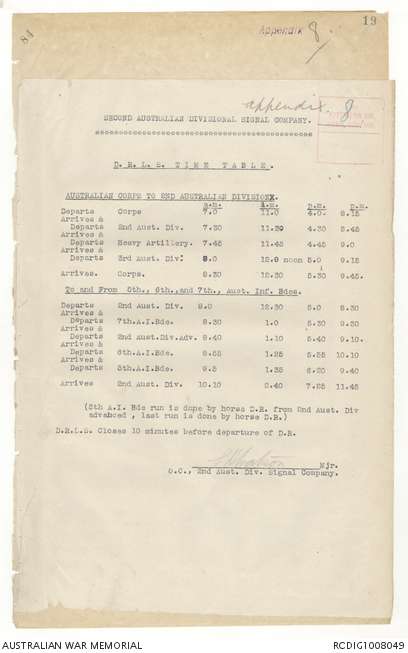 Appendix 8
19
84
appendix. 8
SECOND AUSTRALIAN DIVISIONAL SIGNAL COMPANY.
D.R.L.S. TIME TABLE.
AUSTRALIAN CORPS TO 2ND AUSTRALIAN DIVISION.
A.M. A.M. P.M. P.M.
Departs Corps 7.0 11.0 4.0. 8.15
Arrives &
Departs 2nd Aust. Div. 7.30 11.20 4.30 8.45
Arrives &
Departs Heavy Artillery. 7.45 11.45 4.45 9.0
Arrives &
Departs 3rd Aust. Div. 8.0 12.0 noon 5.0 9.15
Arrives. Corps. 8.30 12.30 5.30 9.45.
To and From 5th., 6th., and 7th., Aust. Inf. Bdes.
Departs 2nd Aust. Div. 8.0 12.30 5.0 8.30
Arrives &
Departs 7th.A.I.Bde. 8.30 1.0 5.30 9.30
Arrives &
Departs 2nd Aust.Div.Adv. 8.40 1.10 5.40 9.10.
Arrives &
Departs 6th.A.I.Bde. 8.55 1.25 5.55 10.10
Arrives &
Departs 5th.A.I.Bde. 9.5 1.35 6.20 9.40
Arrives 2nd Aust. Div. 10.10 2.40 7.25 11.45
(5th A.I. Bde run is done by horse D.R. from 2nd Aust. Div
advanced, last run is done by horse D.R.)
D.R.L.S. Closes 10 minutes before departure of D.R.
Mjr.
O.C., 2nd Aust. Div. Signal Company.
AUSTRALIAN WAR MEMORIAL
RCDIG1008049